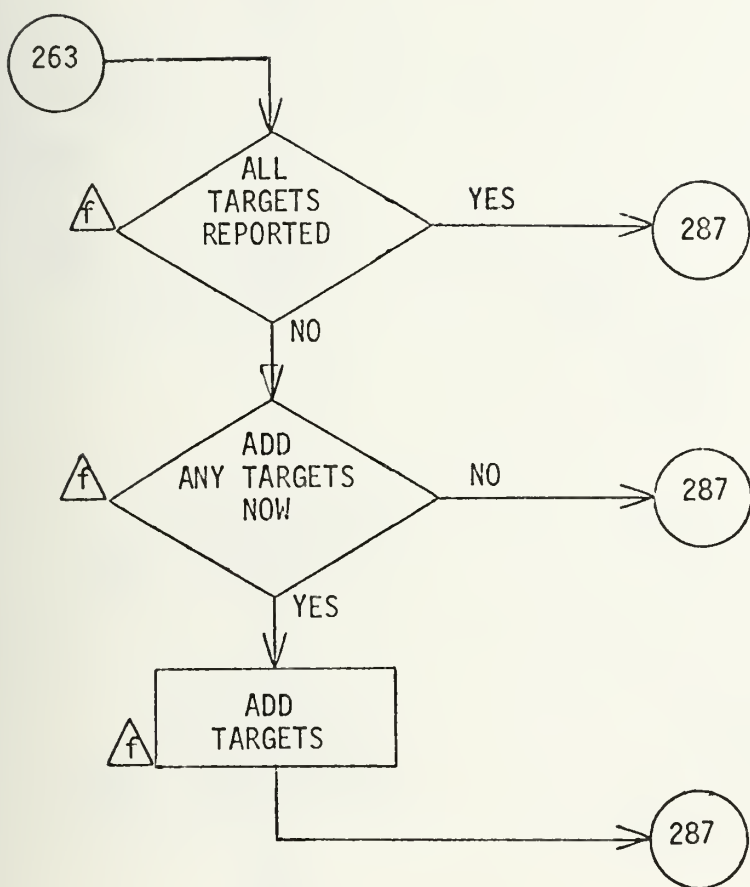 263
ALL
TARGETS
REPORTED
f
YES
287
NO
ADD
ANY TARGETS
NOW
f
NO
287
YES
ADD
TARGETS
f
287